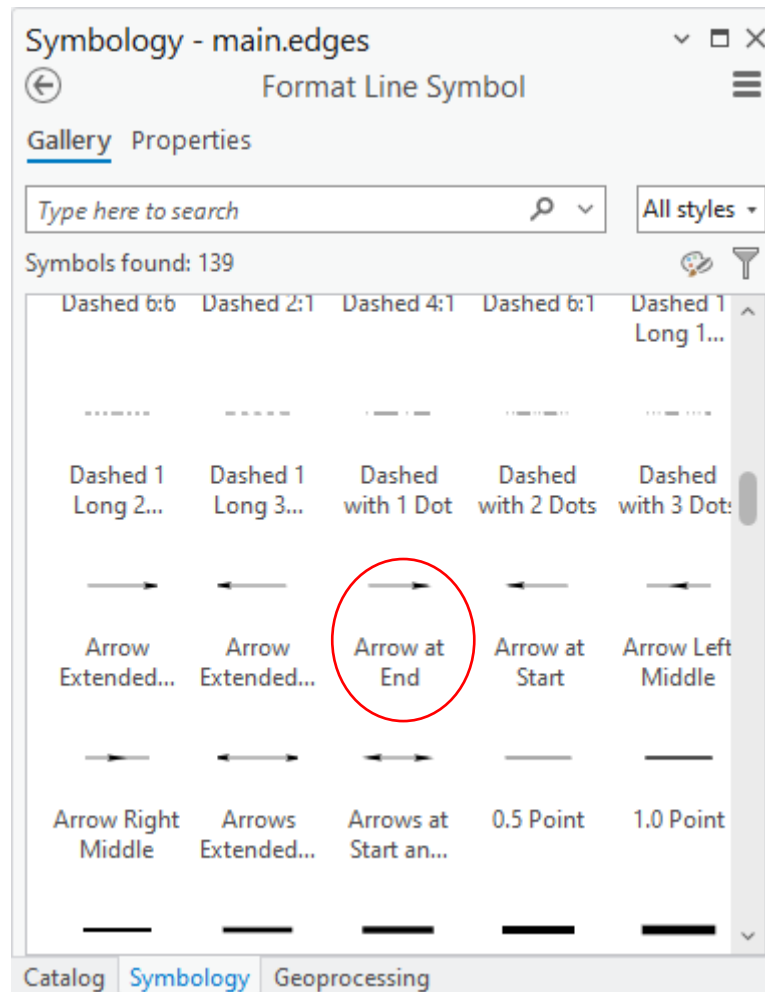 Symbology - main.edges
Format Line Symbol
Gallery Properties
Type here to search All styles
Symbols found: 139
Dashed 6:6 Dashed 2:1 Dashed 4:1 Dashed 6:1 Dashed 1
Long 1...
Dashed 1 Dashed 1 Dashed Dashed Dashed
Long 2... Long 3... with 1 Dot with 2 Dots with 3 Dots
Arrow Arrow Arrow at Arrow at Arrow Left
Extended... Extended... End Start Middle
Arrow Right Arrows Arrows at 0.5 Point 1.0 Point
Middle Extended... Start an...
Catalog Symbology Geoprocessing